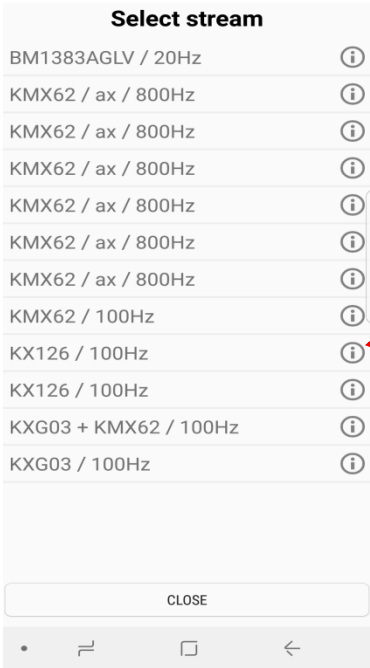 Select stream
BM1383AGLV / 20Hz
KMX62 / ax / 800Hz
KMX62 / ax / 800Hz
KMX62 / ax / 800Hz
KMX62 / ax / 800Hz
KMX62 / ax / 800Hz
KMX62 / ax / 800Hz
KMX62 / 100Hz
KX126 / 100Hz
KX126 / 100Hz
KXG03 + KMX62 / 100Hz
KXG03 / 100Hz
CLOSE